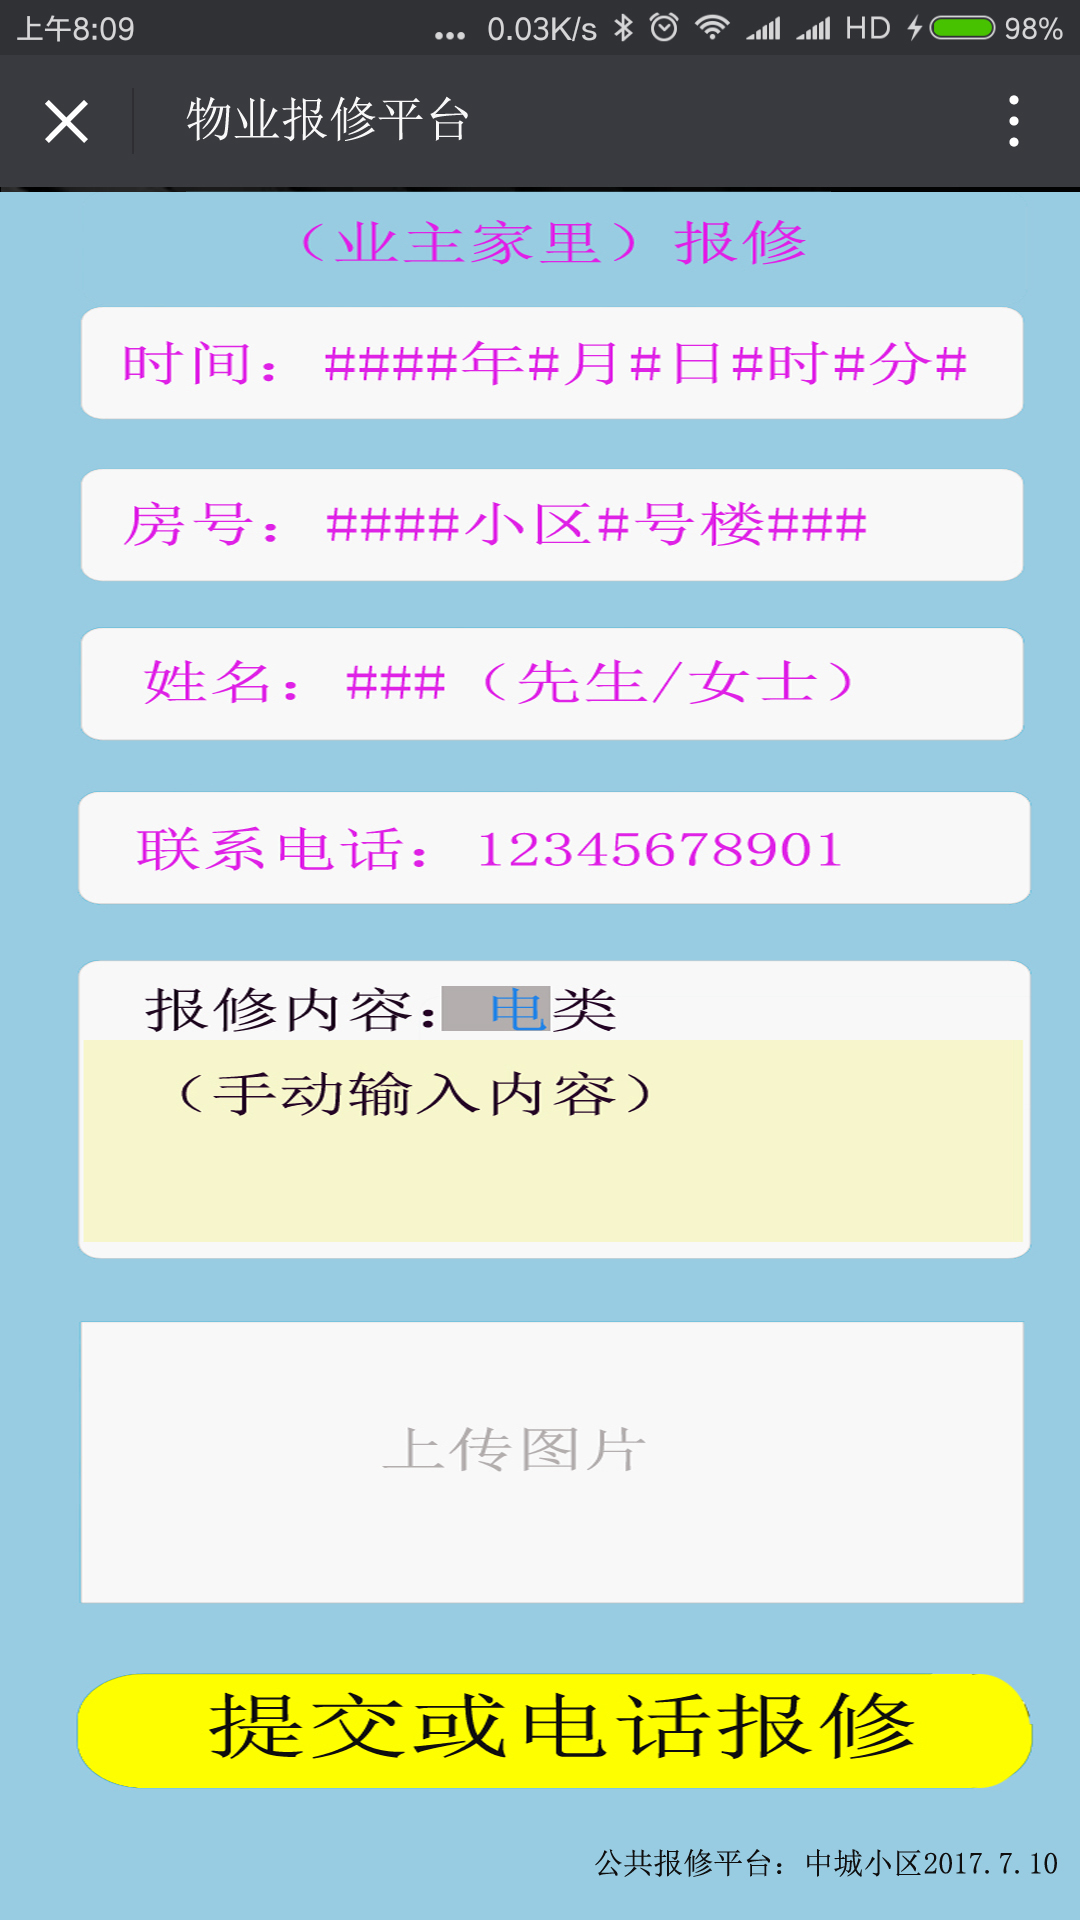 上午8:09 ... 0.03K/s HD 98%
物业报修平台
（业主家里）报修
时间：####年#月#日#时#分#
房号：####小区#号楼###
姓名：###（先生/女士）
联系电话：12345678901
报修内容：电类
（手动输入内容）
上传图片
提交或电话报修
公共报修平台：中城小区2017.7.10